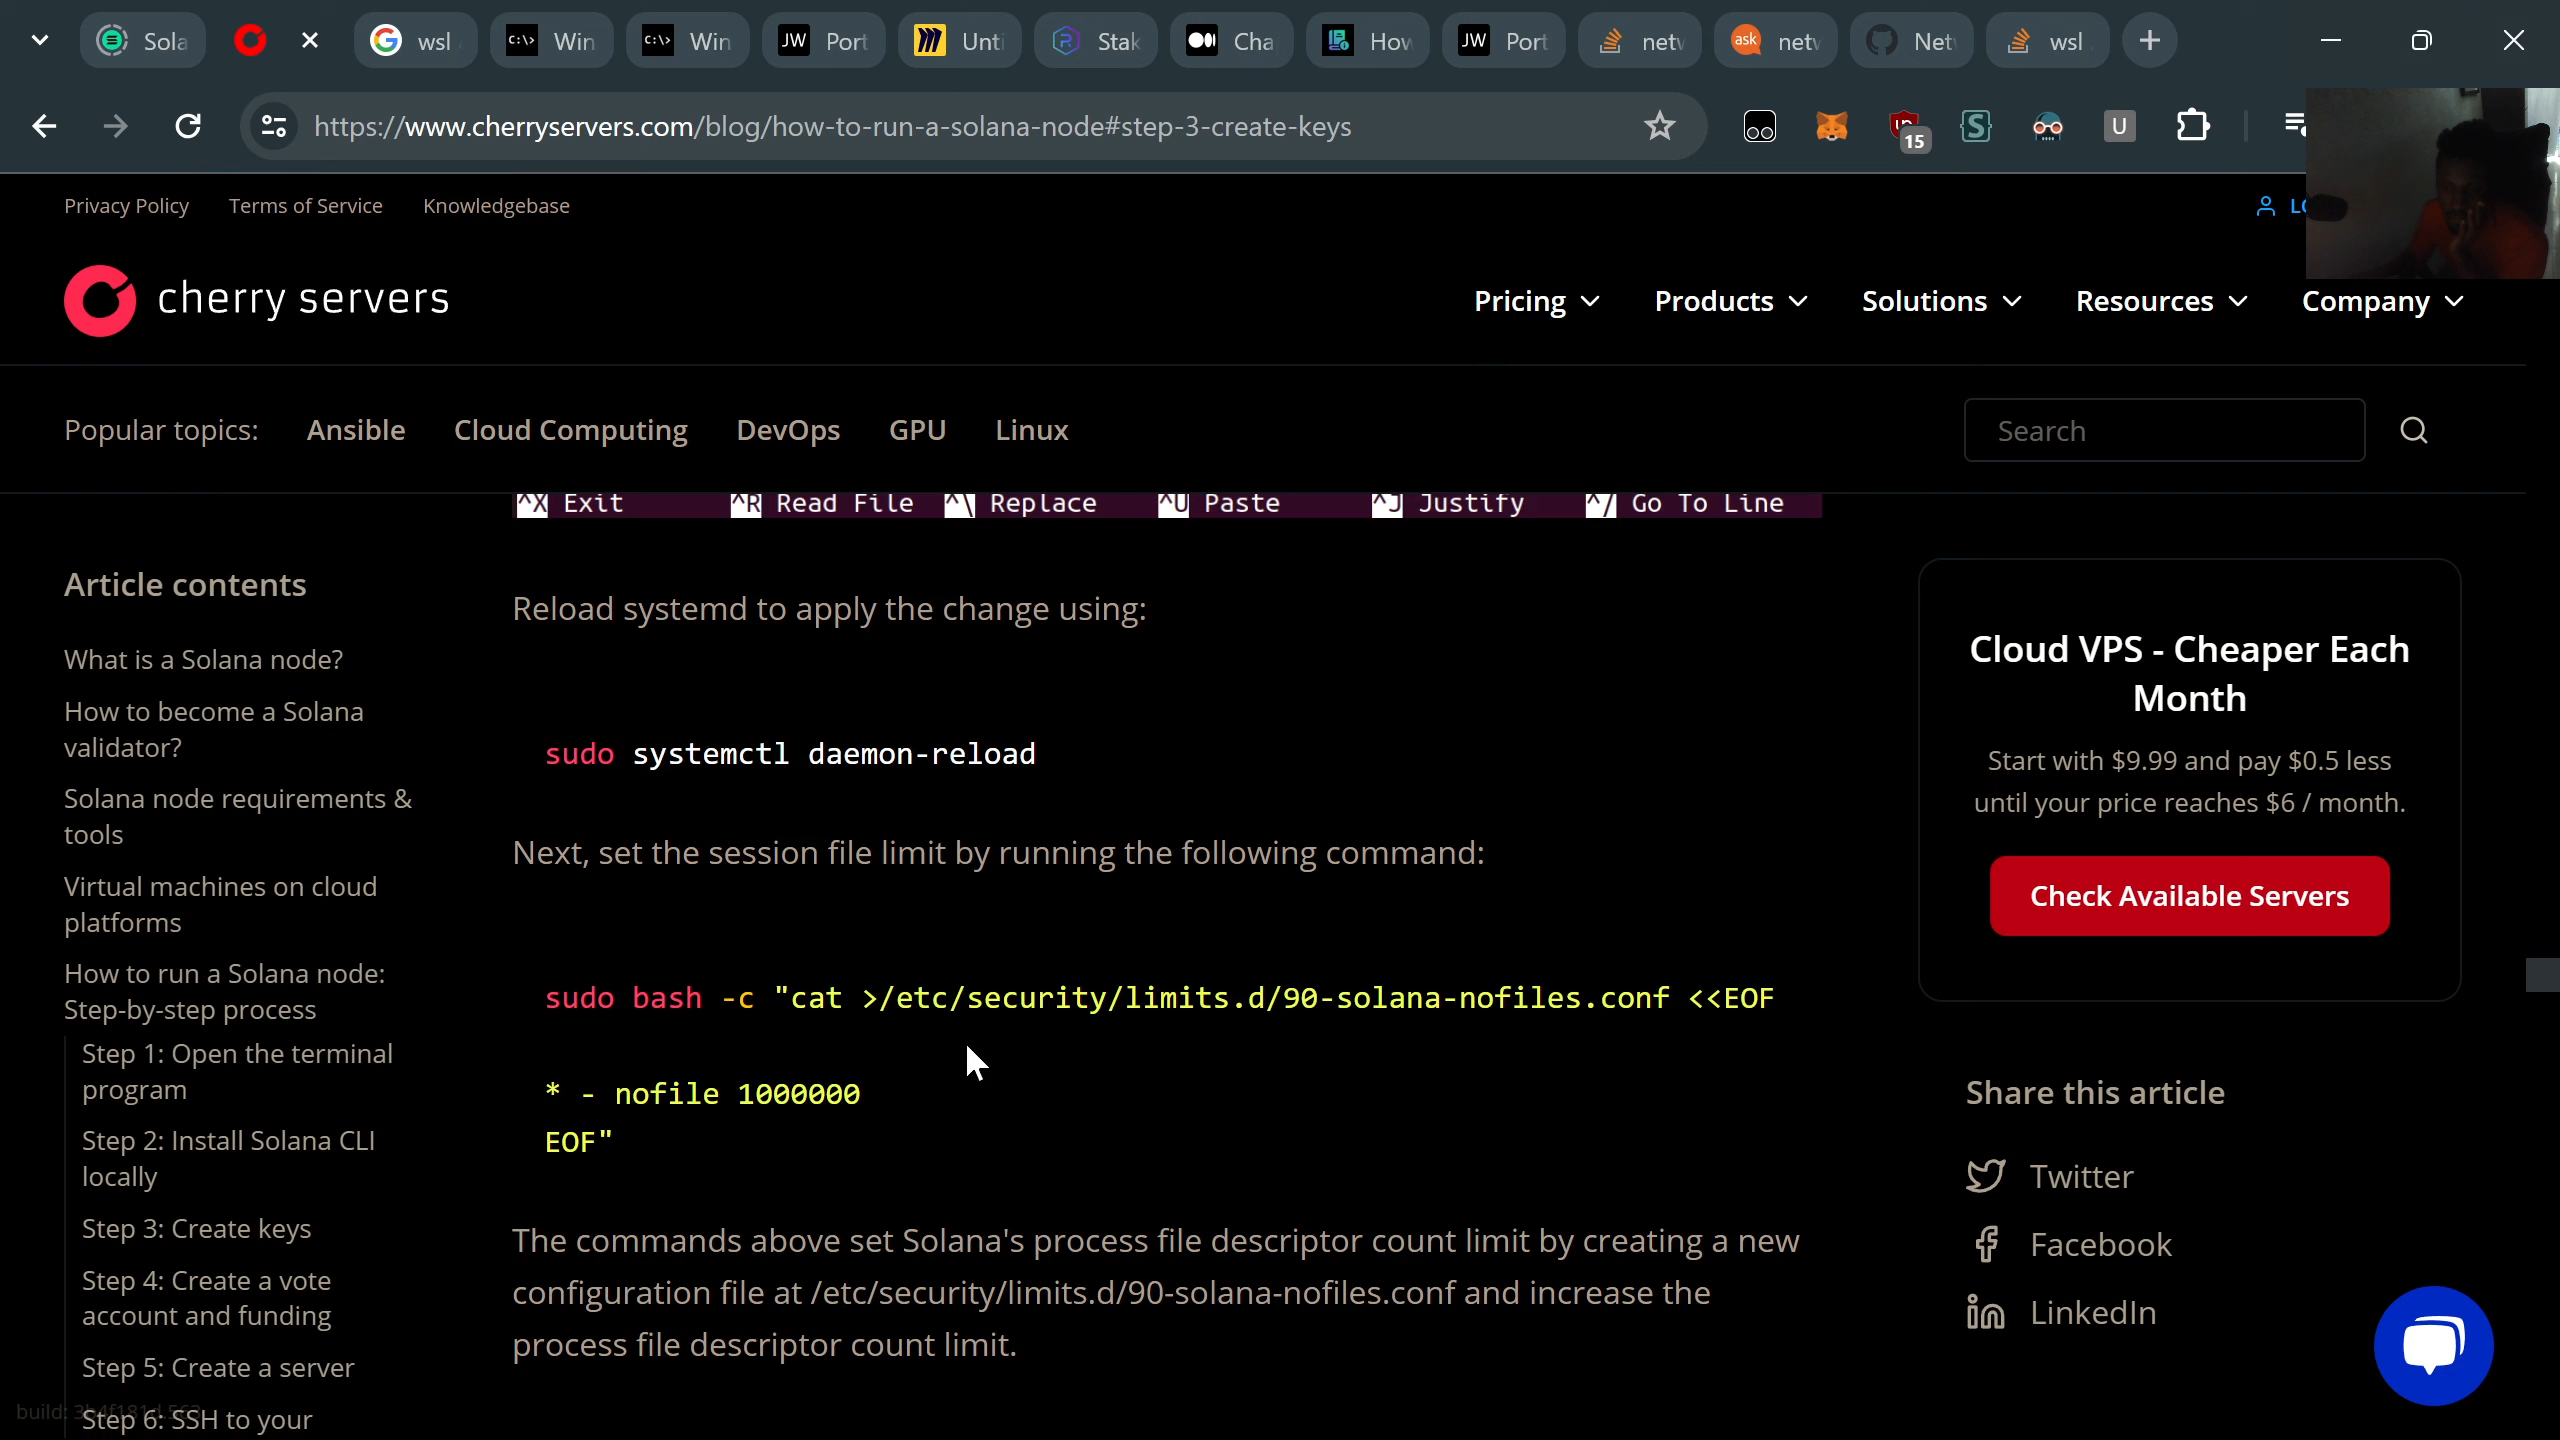 Sola
wsl
Win
Win
JW Port
Unti
Stak
Cha
How
JW Port
netw
ask netw
Net
wsl
https://www.cherryservers.com/blog/how-to-run-a-solana-node#step-3-create-keys
15
U
Privacy Policy Terms of Service Knowledgebase
cherry servers
Pricing Products Solutions Resources Company
Popular topics: Ansible Cloud Computing DevOps GPU Linux
Search
^X Exit ^R Read File ^\ Replace ^U Paste ^J Justify ^/ Go To Line
Article contents
What is a Solana node?
How to become a Solana
validator?
Solana node requirements &
tools
Virtual machines on cloud
platforms
How to run a Solana node:
Step-by-step process
Step 1: Open the terminal
program
Step 2: Install Solana CLI
locally
Step 3: Create keys
Step 4: Create a vote
account and funding
Step 5: Create a server
Step 6: SSH to your
Reload systemd to apply the change using:
sudo systemctl daemon-reload
Next, set the session file limit by running the following command:
sudo bash -c "cat >/etc/security/limits.d/90-solana-nofiles.conf <<EOF
* - nofile 1000000
EOF"
The commands above set Solana's process file descriptor count limit by creating a new
configuration file at /etc/security/limits.d/90-solana-nofiles.conf and increase the
process file descriptor count limit.
Cloud VPS - Cheaper Each
Month
Start with $9.99 and pay $0.5 less
until your price reaches $6 / month.
Check Available Servers
Share this article
Twitter
Facebook
LinkedIn